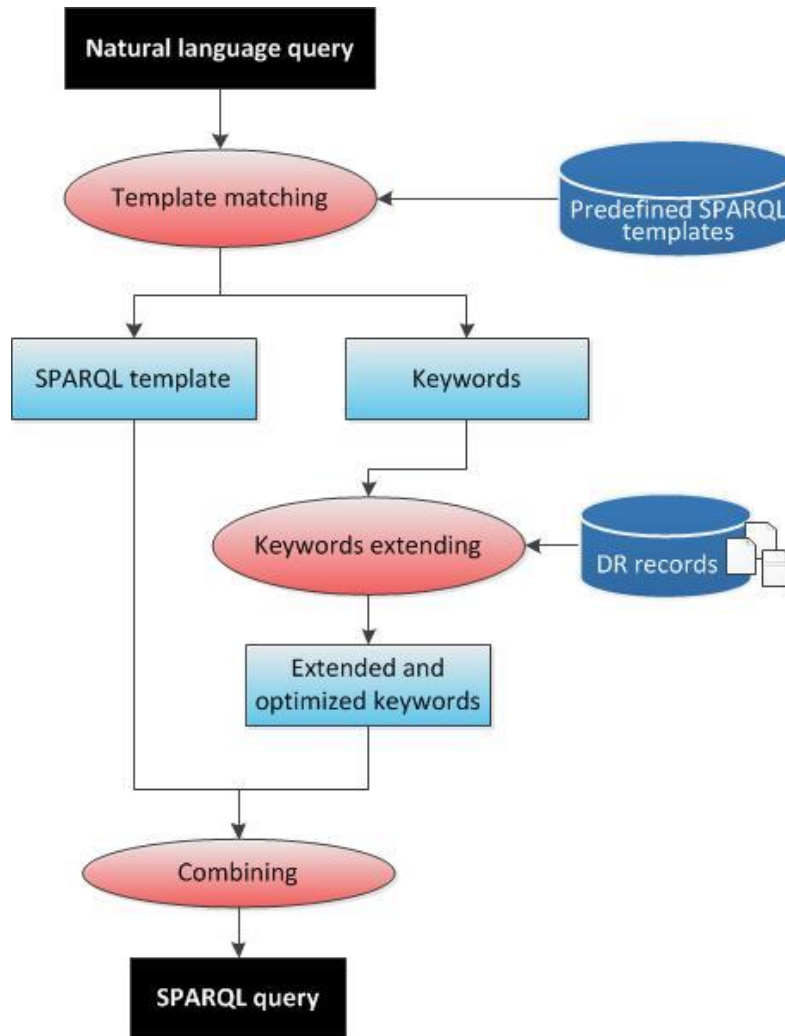 Natural language query
Template matching
Predefined SPARQL
templates
SPARQL template
Keywords
Keywords extending
DR records
Extended and
optimized keywords
Combining
SPARQL query